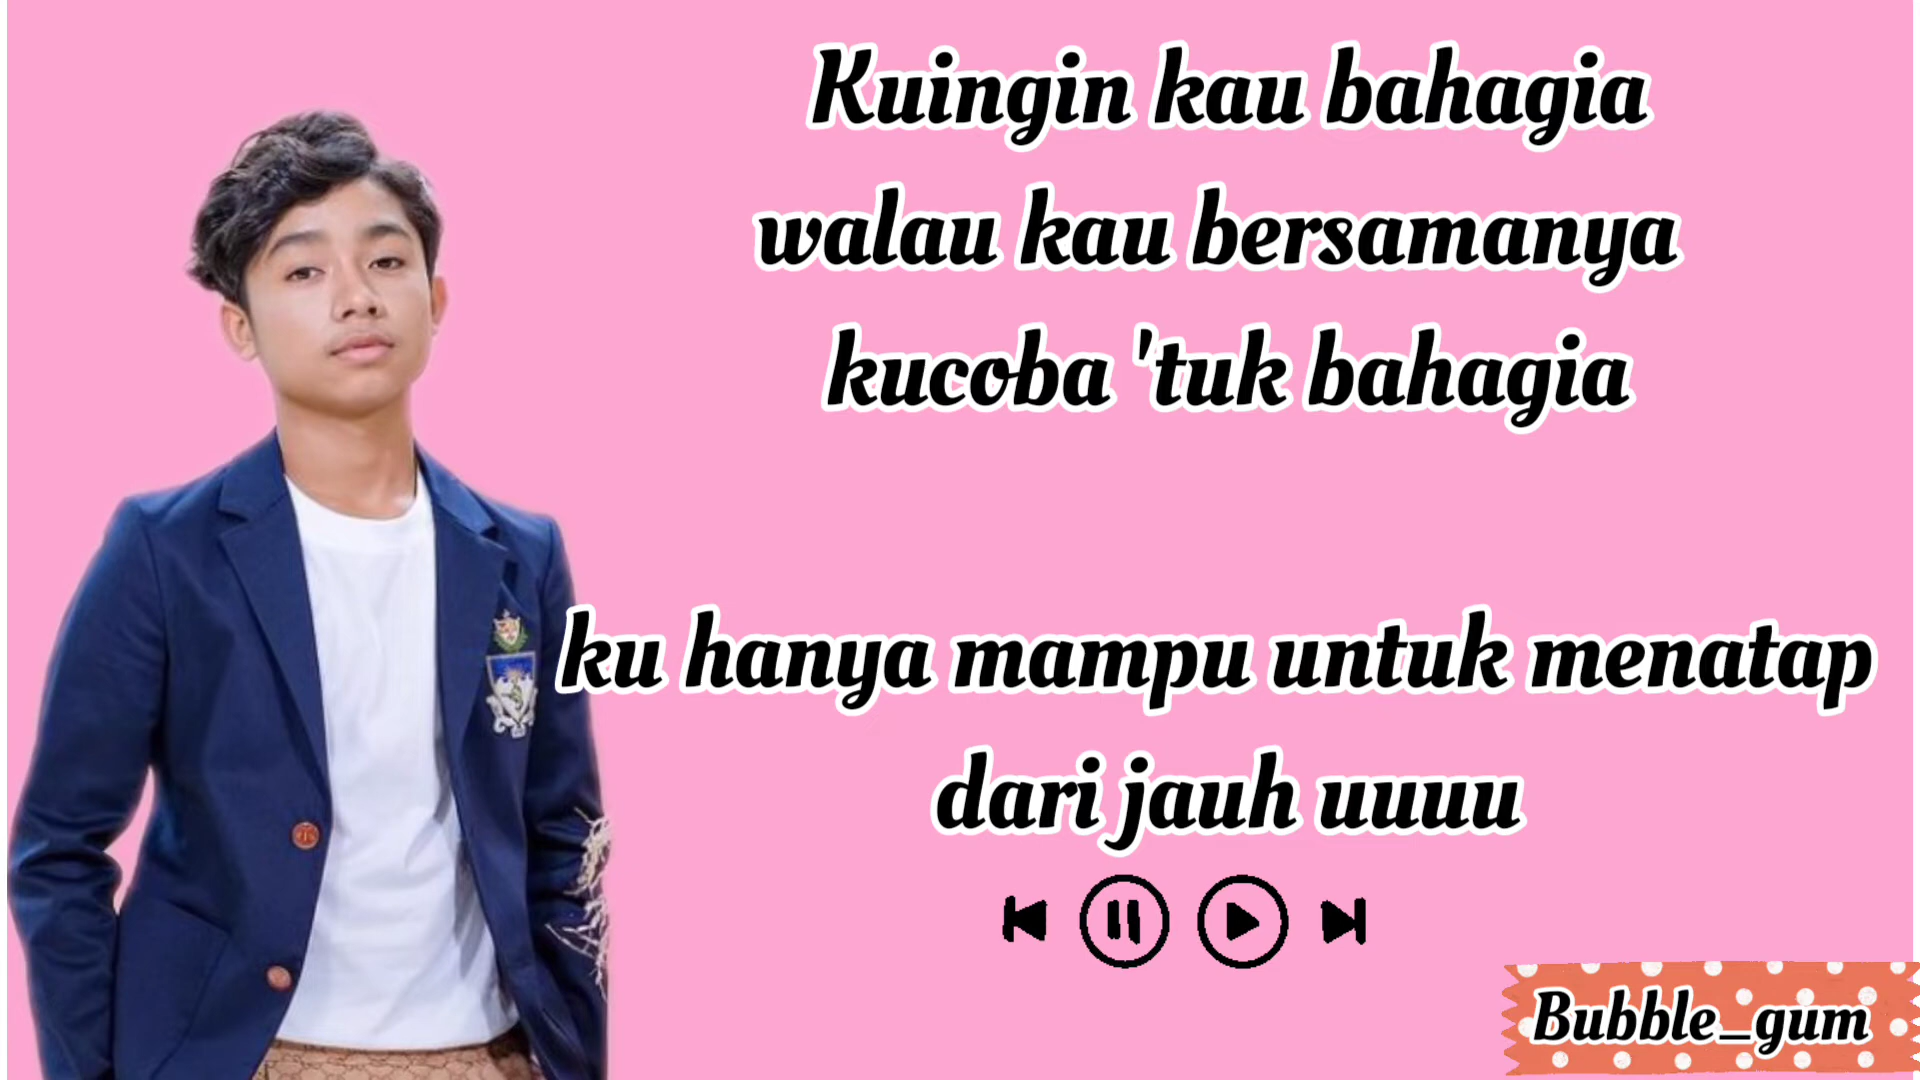 Kuingin kau bahagia
walau kau bersamanya
kucoba 'tuk bahagia
ku hanya mampu untuk menatap
dari jauh uuuu
Bubble_gum